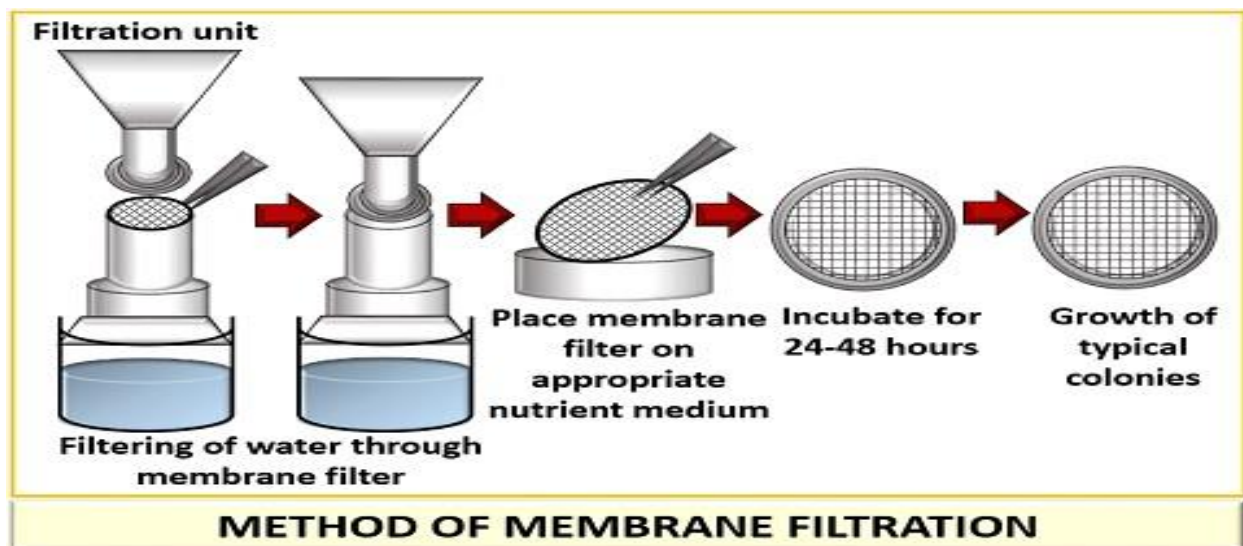 Filtration unit
Filtering of water through
membrane filter
Place membrane
filter on
appropriate
nutrient medium
Incubate for
24-48 hours
Growth of
typical
colonies
METHOD OF MEMBRANE FILTRATION